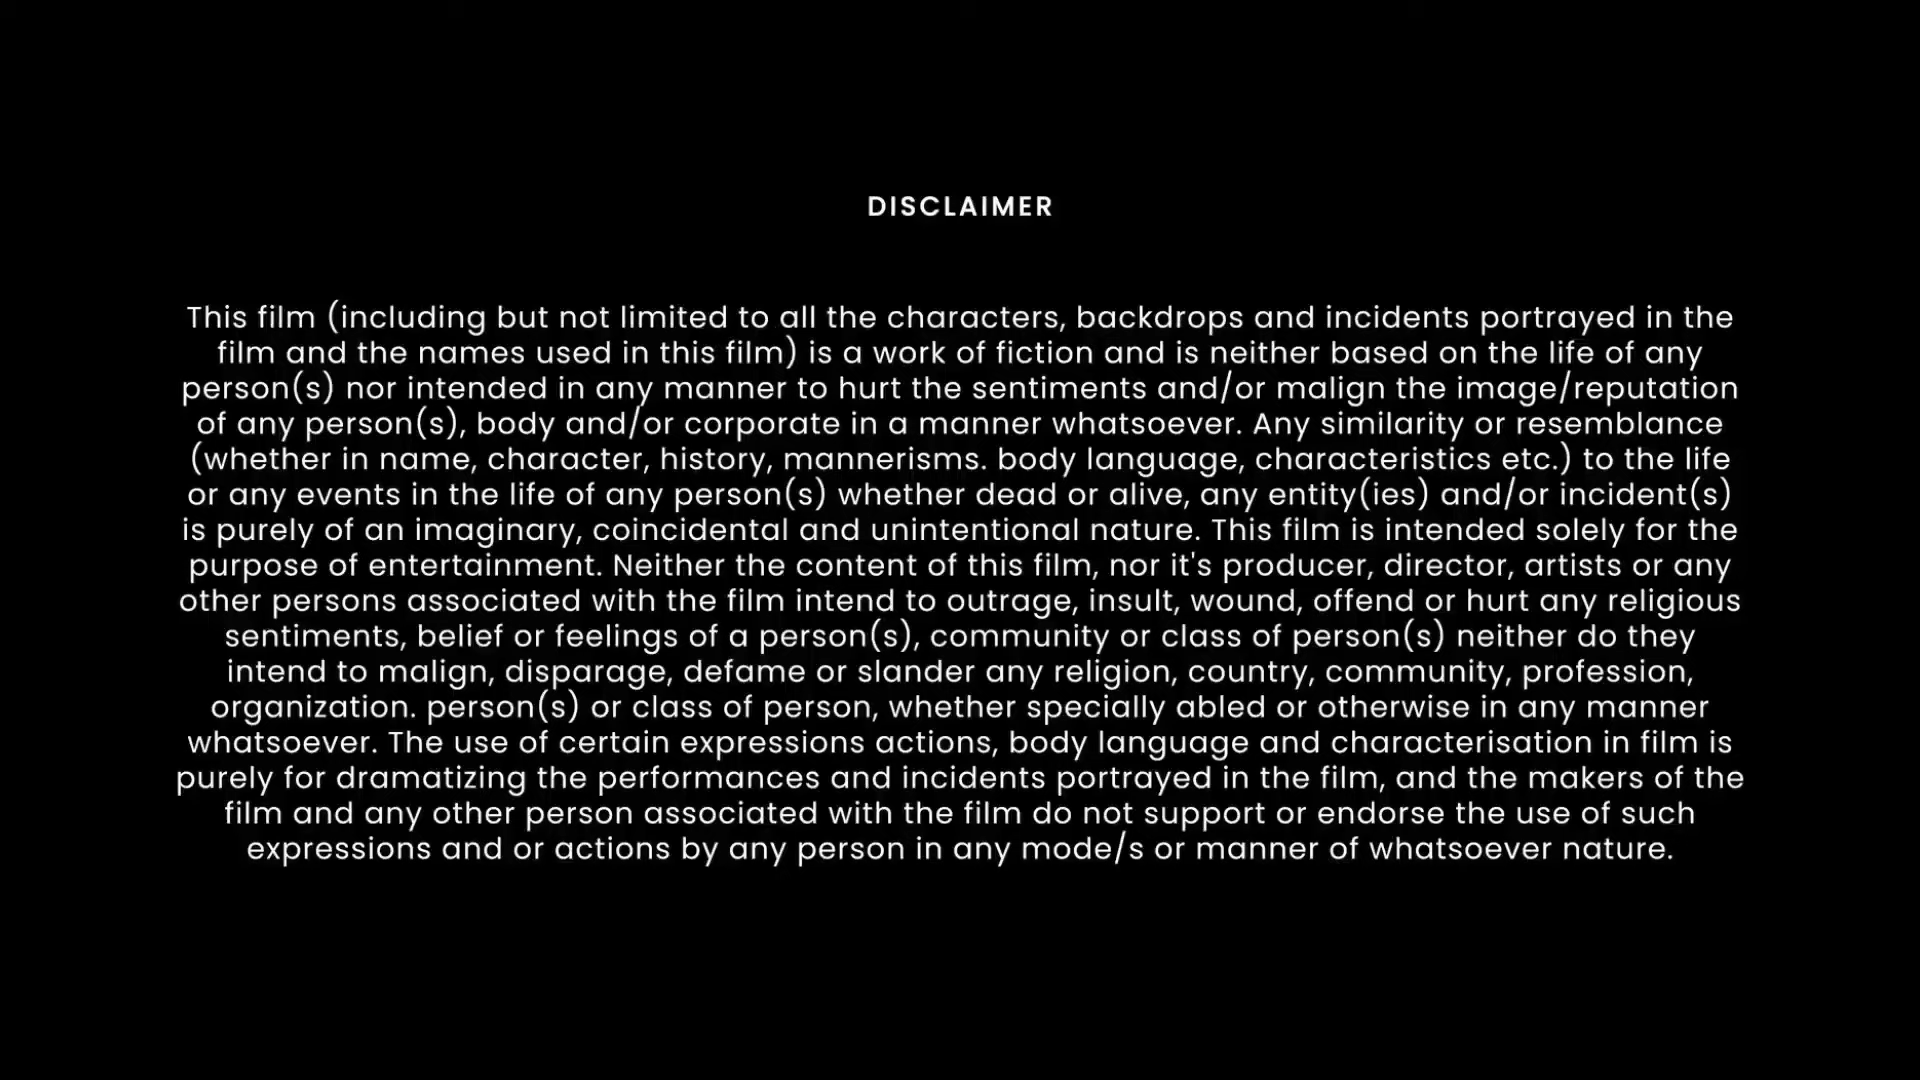 DISCLAIMER
This film (including but not limited to all the characters, backdrops and incidents portrayed in the
film and the names used in this film) is a work of fiction and is neither based on the life of any
person(s) nor intended in any manner to hurt the sentiments and/or malign the image/reputation
of any person(s), body and/or corporate in a manner whatsoever. Any similarity or resemblance
(whether in name, character, history, mannerisms. body language, characteristics etc.) to the life
or any events in the life of any person(s) whether dead or alive, any entity(ies) and/or incident(s)
is purely of an imaginary, coincidental and unintentional nature. This film is intended solely for the
purpose of entertainment. Neither the content of this film, nor it's producer, director, artists or any
other persons associated with the film intend to outrage, insult, wound, offend or hurt any religious
sentiments, belief or feelings of a person(s), community or class of person(s) neither do they
intend to malign, disparage, defame or slander any religion, country, community, profession,
organization. person(s) or class of person, whether specially abled or otherwise in any manner
whatsoever. The use of certain expressions actions, body language and characterisation in film is
purely for dramatizing the performances and incidents portrayed in the film, and the makers of the
film and any other person associated with the film do not support or endorse the use of such
expressions and or actions by any person in any mode/s or manner of whatsoever nature.